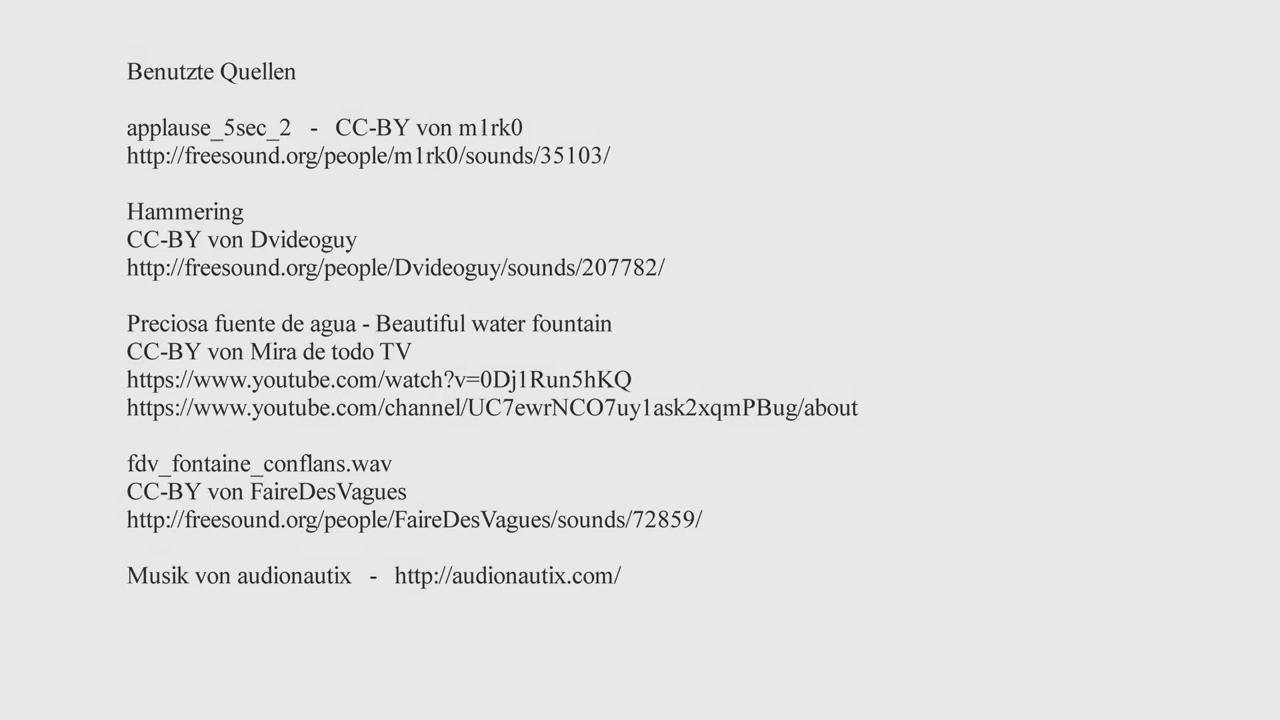 Benutzte Quellen
applause_5sec_2 - CC-BY von m1rk0
http://freesound.org/people/m1rk0/sounds/35103/
Hammering
CC-BY von Dvideoguy
http://freesound.org/people/Dvideoguy/sounds/207782/
Preciosa fuente de agua - Beautiful water fountain
CC-BY von Mira de todo TV
https://www.youtube.com/watch?v=0Dj1Run5hKQ
https://www.youtube.com/channel/UC7ewrNCO7uy1ask2xqmPBug/about
fdv_fontaine_conflans.wav
CC-BY von FaireDesVagues
http://freesound.org/people/FaireDesVagues/sounds/72859/
Musik von audionautix - http://audionautix.com/